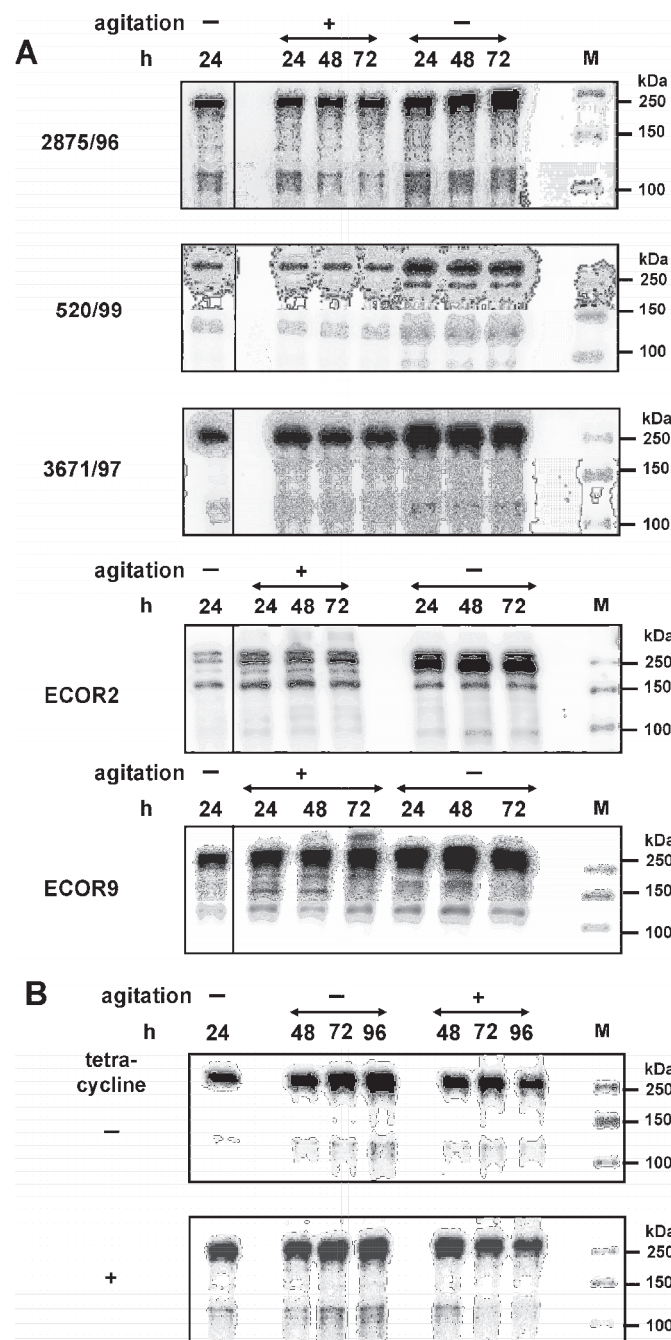 agitation — + —
A h 24 24 48 72 24 48 72 M
kDa
2875/96 250
150
100
kDa
520/99 250
150
100
kDa
3671/97 250
150
100
agitation — + —
h 24 24 48 72 24 48 72 M
kDa
ECOR2 250
150
100
agitation — + —
h 24 24 48 72 24 48 72 M
kDa
ECOR9 250
150
100
B agitation — — +
h 24 48 72 96 48 72 96 M
tetra-
cycline
—
kDa
250
150
100
+
kDa
250
150
100